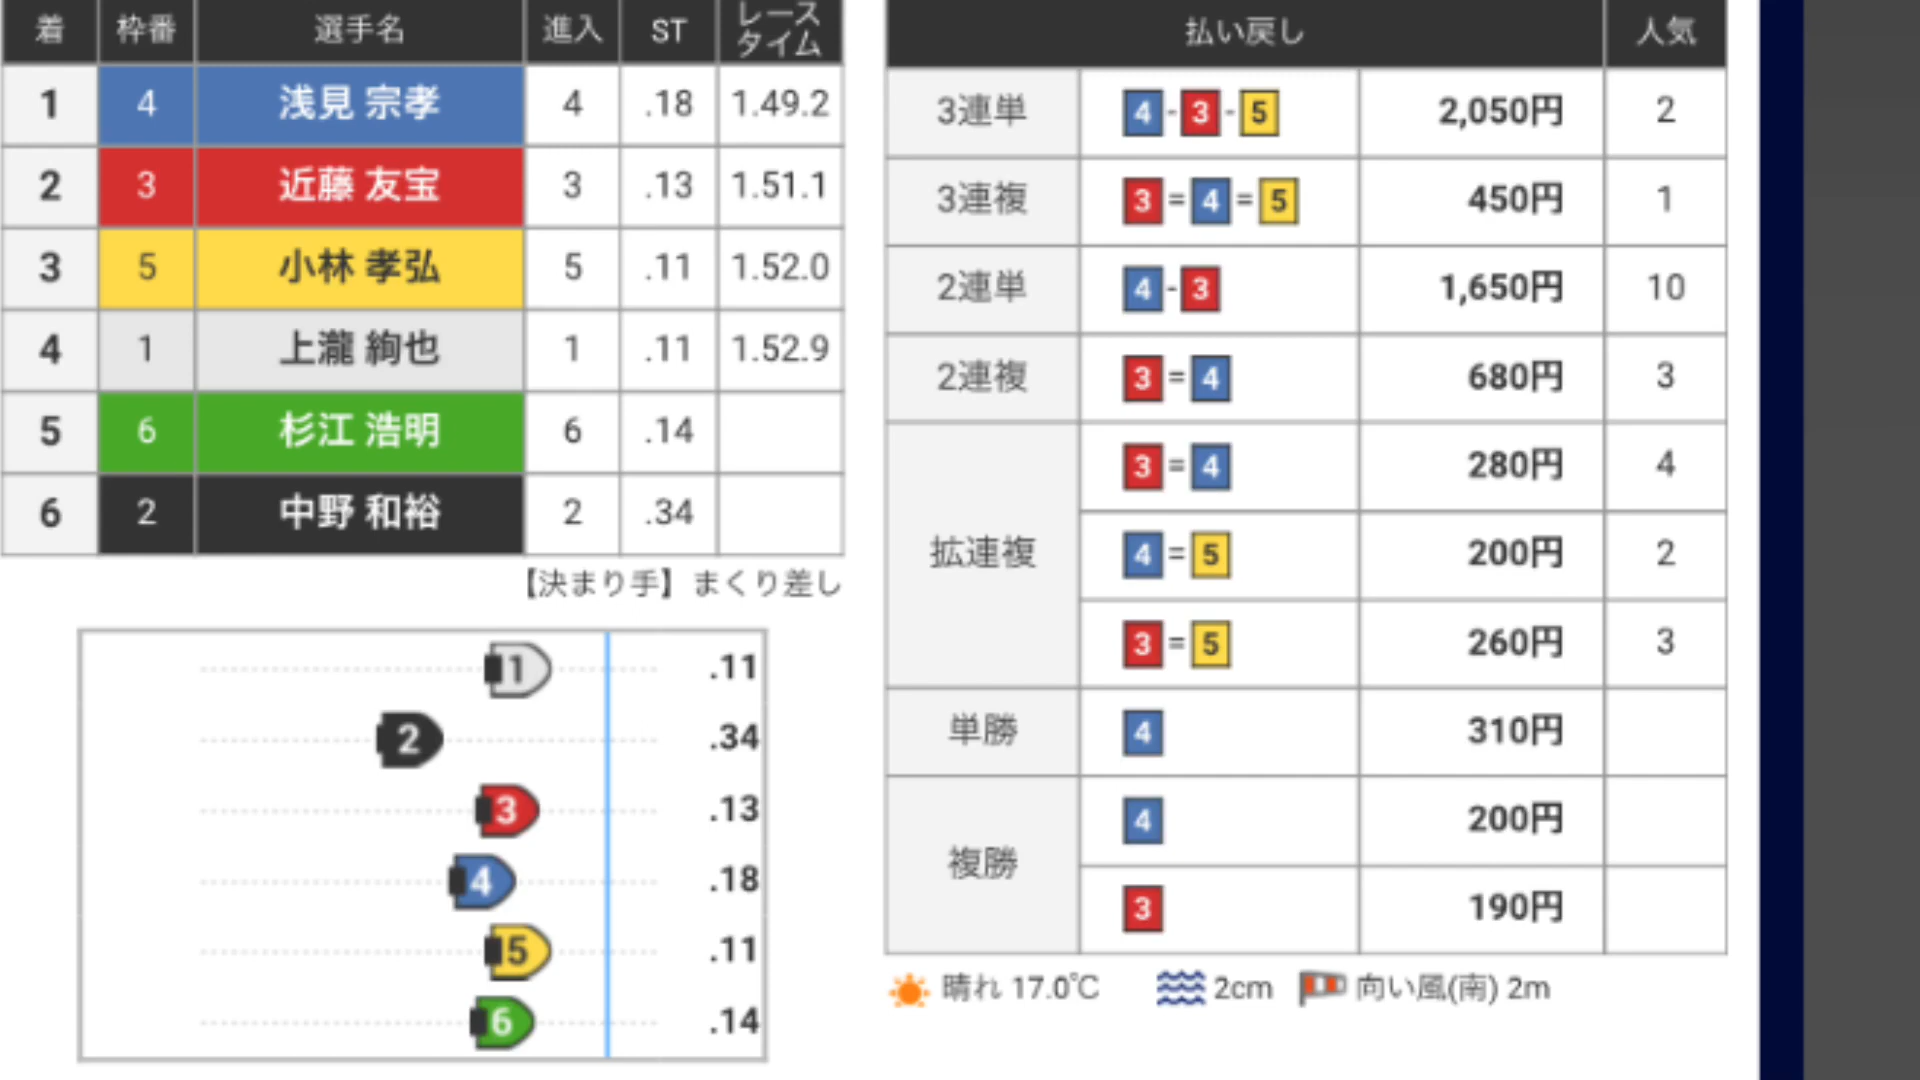 着 枠番 選手名 進入 ST レースタイム
1 4 浅見 宗孝 4 .18 1.49.2
2 3 近藤 友宝 3 .13 1.51.1
3 5 小林 孝弘 5 .11 1.52.0
4 1 上瀧 絢也 1 .11 1.52.9
5 6 杉江 浩明 6 .14
6 2 中野 和裕 2 .34
【決まり手】まくり差し
1 .11
2 .34
3 .13
4 .18
5 .11
6 .14
払い戻し 人気
3連単 4-3-5 2,050円 2
3連複 3=4=5 450円 1
2連単 4-3 1,650円 10
2連複 3=4 680円 3
拡連複 3=4 280円 4
4=5 200円 2
3=5 260円 3
単勝 4 310円
複勝 4 200円
3 190円
晴れ 17.0℃ 2cm 向い風(南) 2m